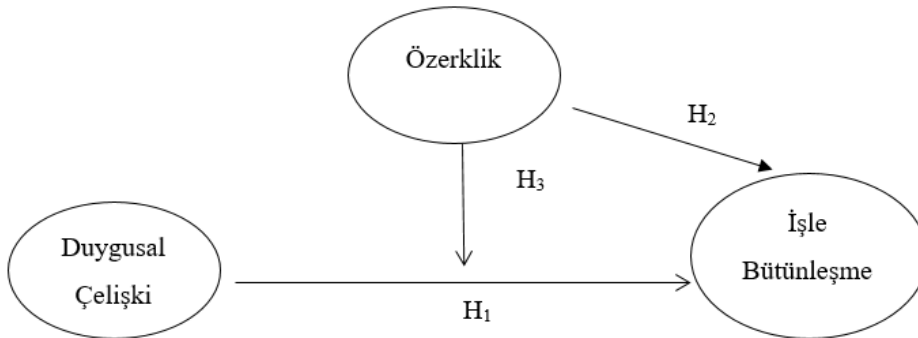 Özerklik
H₂
H₃
İşle
Bütünleşme
Duygusal
Çelişki
H₁